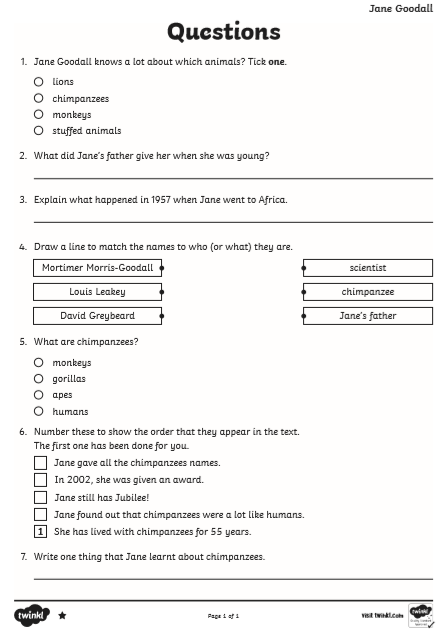 Jane Goodall
Questions
1. Jane Goodall knows a lot about which animals? Tick one.
lions
chimpanzees
monkeys
stuffed animals
2. What did Jane's father give her when she was young?
3. Explain what happened in 1957 when Jane went to Africa.
4. Draw a line to match the names to who (or what) they are.
Mortimer Morris-Goodall scientist
Louis Leakey chimpanzee
David Greybeard Jane's father
5. What are chimpanzees?
monkeys
gorillas
apes
humans
6. Number these to show the order that they appear in the text.
The first one has been done for you.
Jane gave all the chimpanzees names.
In 2002, she was given an award.
Jane still has Jubilee!
Jane found out that chimpanzees were a lot like humans.
1 She has lived with chimpanzees for 55 years.
7. Write one thing that Jane learnt about chimpanzees.
twinkl Page 1 of 1 visit twinkl.com twinkl